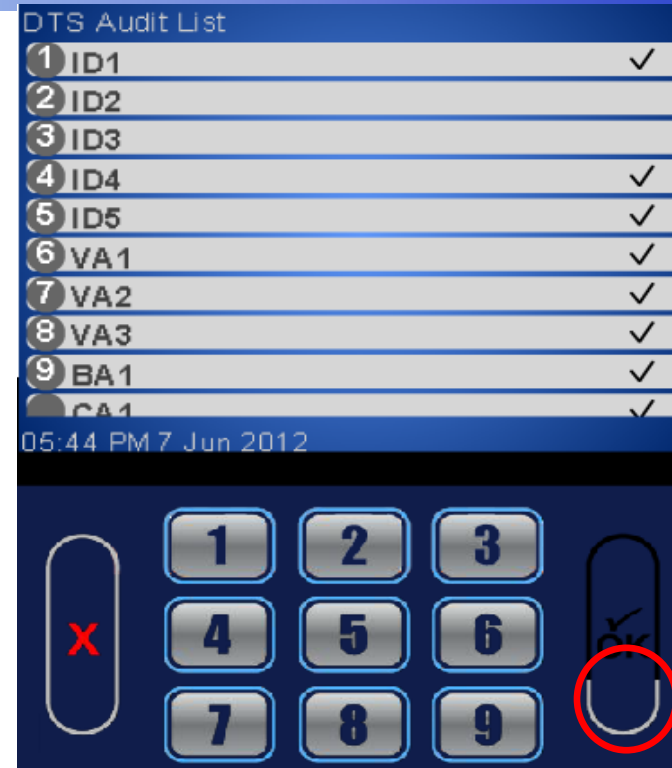 DTS Audit List
1 ID1 ✓
2 ID2
3 ID3
4 ID4 ✓
5 ID5 ✓
6 VA1 ✓
7 VA2 ✓
8 VA3 ✓
9 BA1 ✓
CA1 ✓
05:44 PM 7 Jun 2012
1 2 3
X 4 5 6 ✓ OK
7 8 9